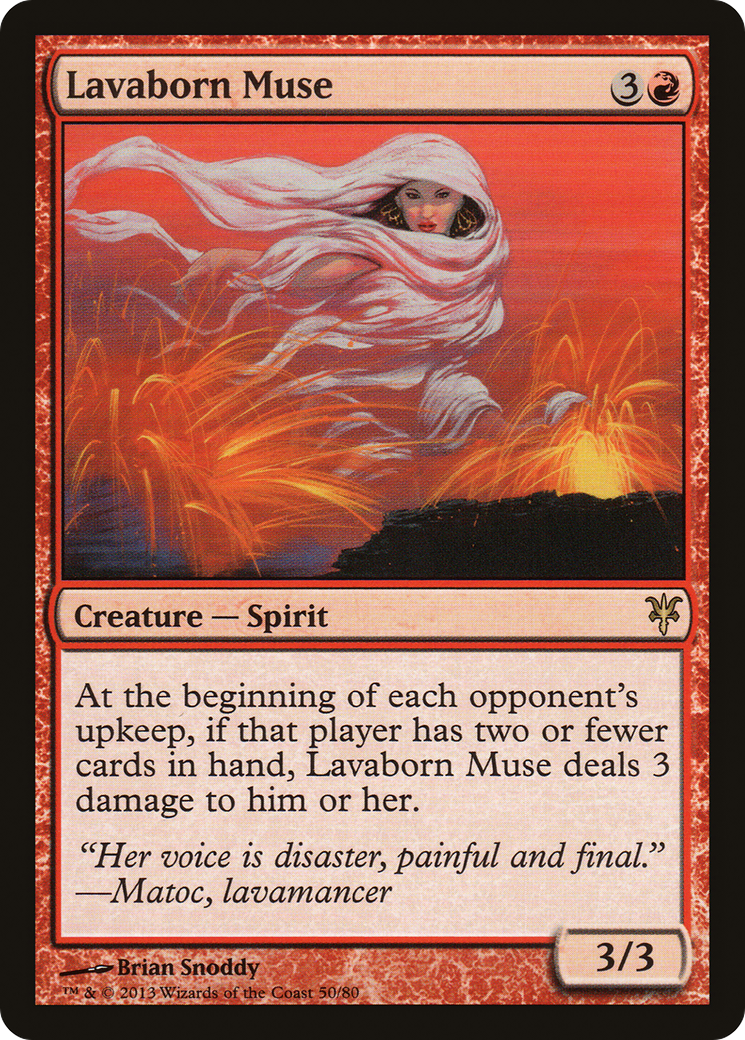 Lavaborn Muse 3
Creature — Spirit
At the beginning of each opponent's
upkeep, if that player has two or fewer
cards in hand, Lavaborn Muse deals 3
damage to him or her.
“Her voice is disaster, painful and final.”
—Matoc, lavamancer
3/3
Brian Snoddy
™ & © 2013 Wizards of the Coast 50/80